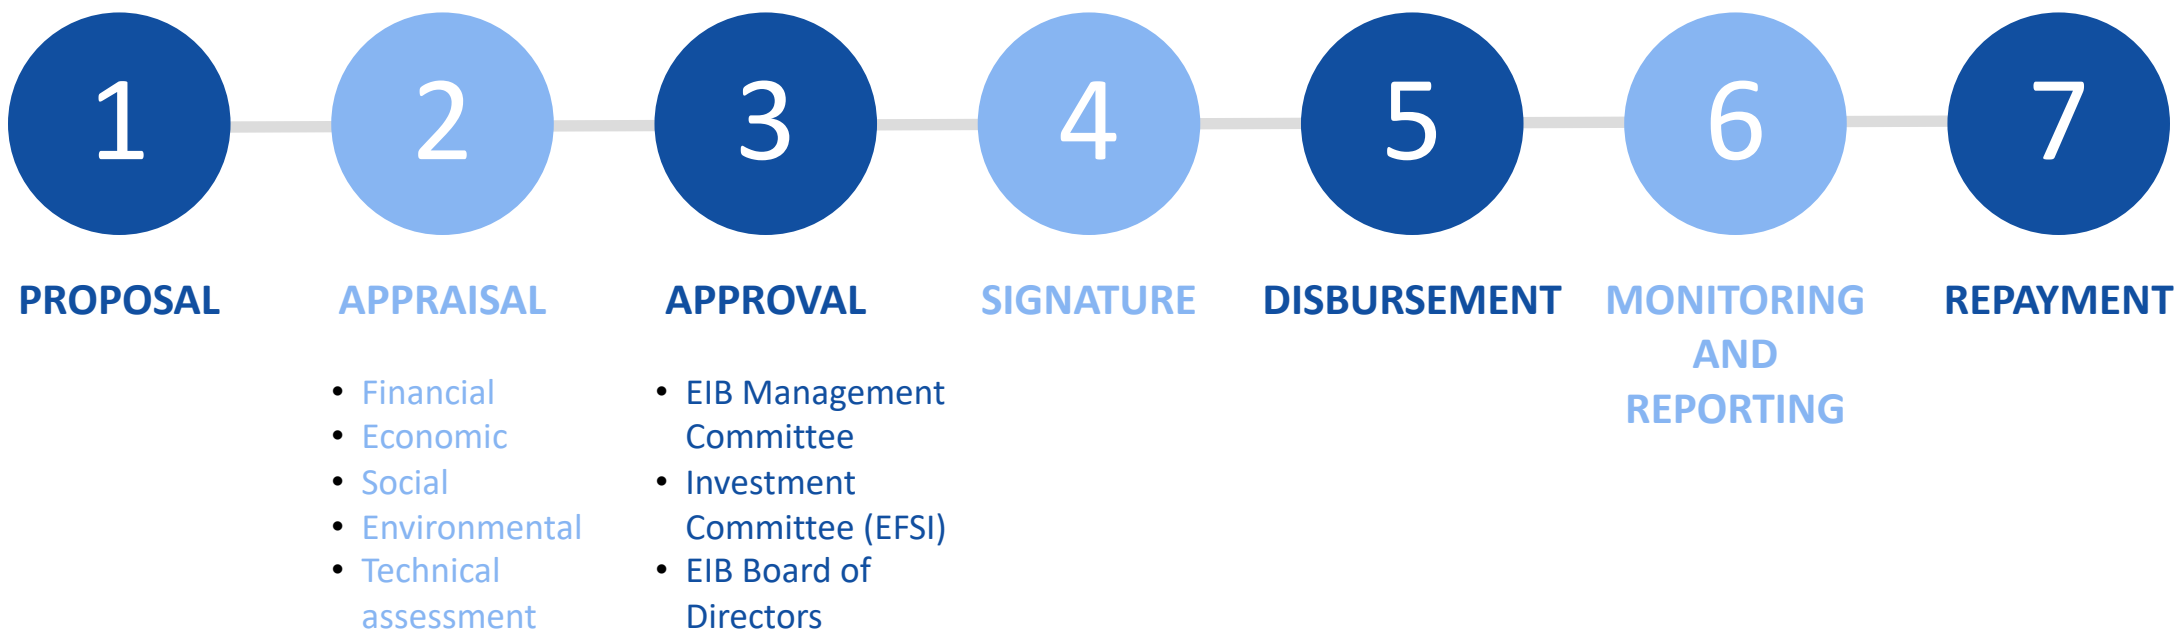 1
2
3
4
5
6
7
PROPOSAL
APPRAISAL
• Financial
• Economic
• Social
• Environmental
• Technical
assessment
APPROVAL
• EIB Management
Committee
• Investment
Committee (EFSI)
• EIB Board of
Directors
SIGNATURE
DISBURSEMENT
MONITORING
AND
REPORTING
REPAYMENT